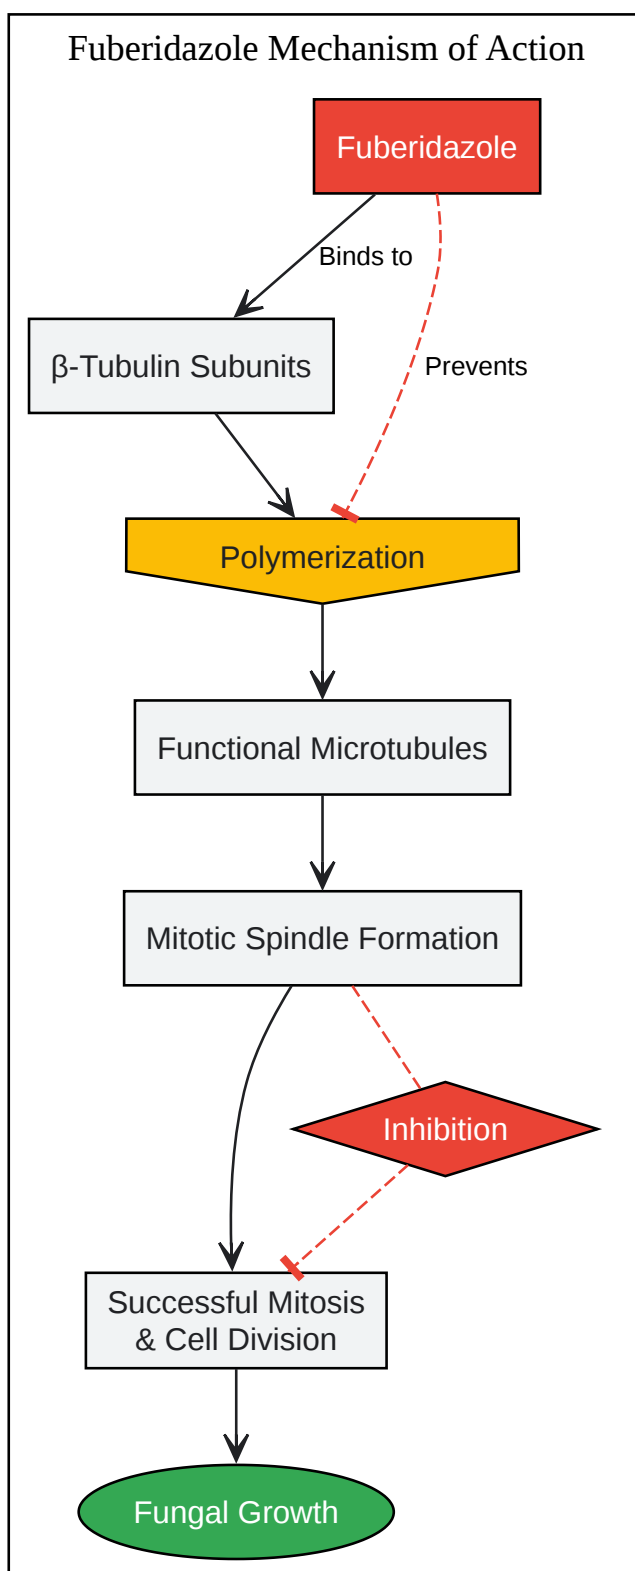 Fuberidazole Mechanism of Action
Fuberidazole
Binds to
β-Tubulin Subunits
Prevents
Polymerization
Functional Microtubules
Mitotic Spindle Formation
Inhibition
Successful Mitosis
& Cell Division
Fungal Growth